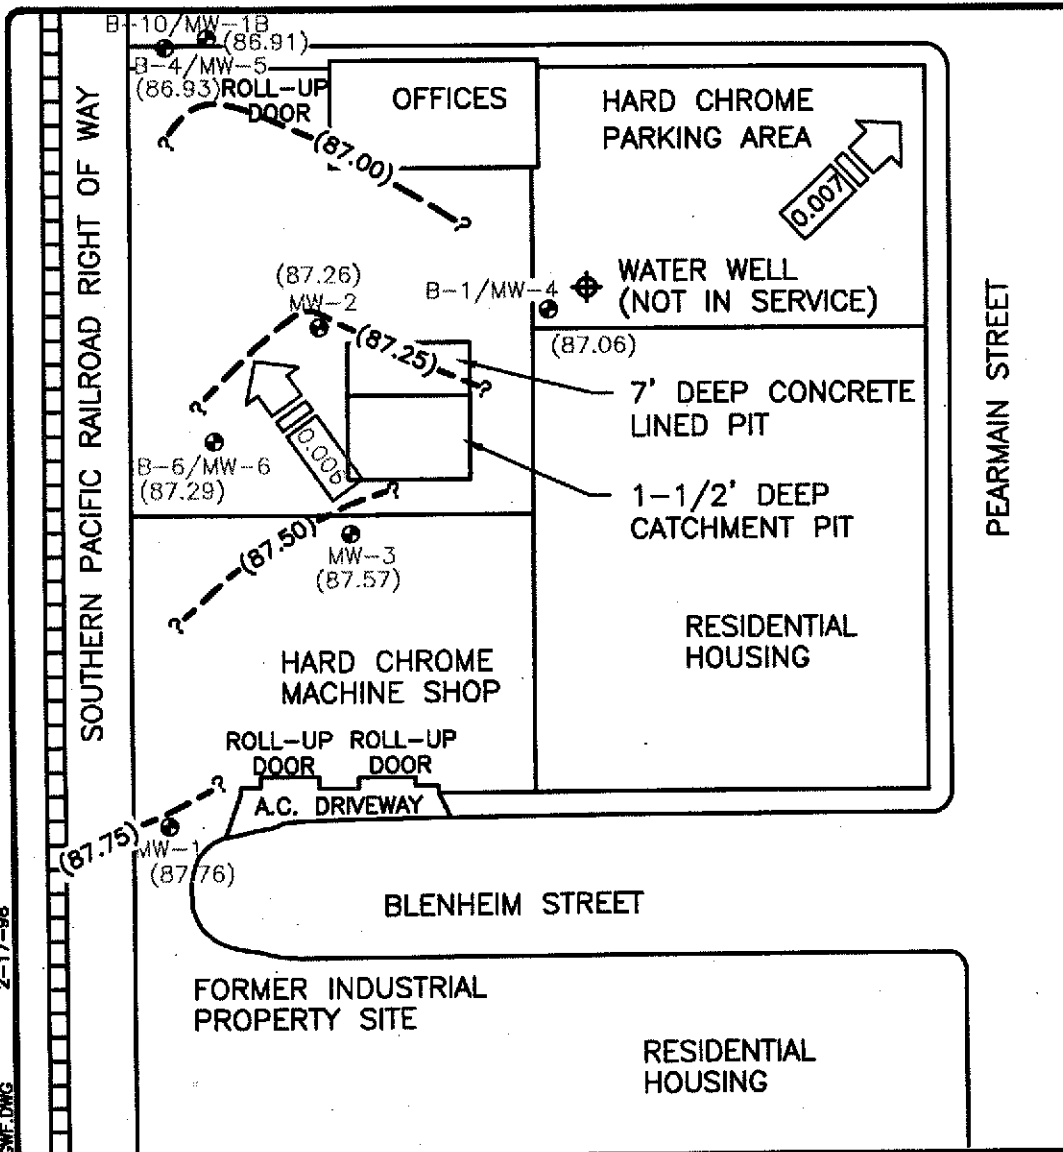 B-10/MW-1B
(86.91)
B-4/MW-5
(86.93)
ROLL-UP
DOOR
OFFICES
HARD CHROME
PARKING AREA
(87.00)
0.007
SOUTHERN PACIFIC RAILROAD RIGHT OF WAY
?
?
(87.26)
MW-2
B-1/MW-4
WATER WELL
(NOT IN SERVICE)
(87.06)
(87.25)
?
?
7' DEEP CONCRETE
LINED PIT
PEARMAIN STREET
B-6/MW-6
(87.29)
0.006
1-1/2' DEEP
CATCHMENT PIT
?
(87.50)
MW-3
(87.57)
?
HARD CHROME
MACHINE SHOP
RESIDENTIAL
HOUSING
ROLL-UP
DOOR
ROLL-UP
DOOR
?
A.C. DRIVEWAY
(87.75)
MW-1
(87.76)
BLENHEIM STREET
FORMER INDUSTRIAL
PROPERTY SITE
RESIDENTIAL
HOUSING
2-17-98